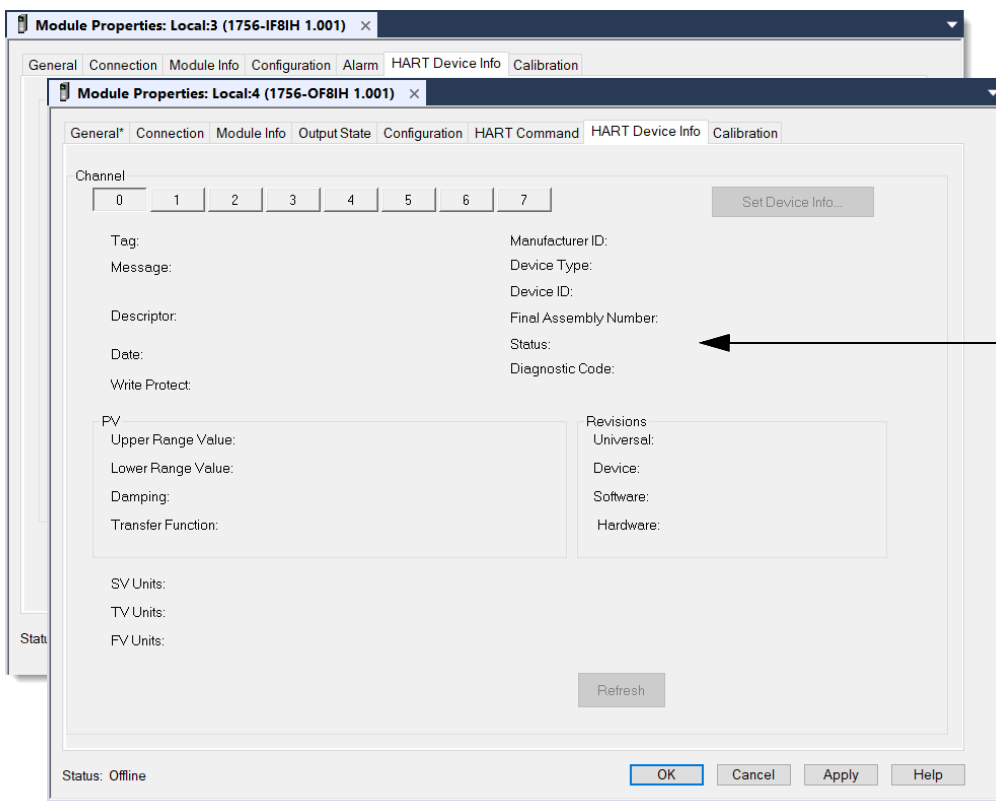 Module Properties: Local:3 (1756-IF8IH 1.001) ×
General Connection Module Info Configuration Alarm HART Device Info Calibration
Module Properties: Local:4 (1756-OF8IH 1.001) ×
General* Connection Module Info Output State Configuration HART Command HART Device Info Calibration
Channel
0 1 2 3 4 5 6 7 Set Device Info...
Tag: Manufacturer ID:
Message: Device Type:
Device ID:
Descriptor: Final Assembly Number:
Status:
Date:
Diagnostic Code:
Write Protect:
PV Revisions
Upper Range Value: Universal:
Lower Range Value: Device:
Damping: Software:
Transfer Function: Hardware:
SV Units:
TV Units:
FV Units:
Refresh
Status: Offline OK Cancel Apply Help